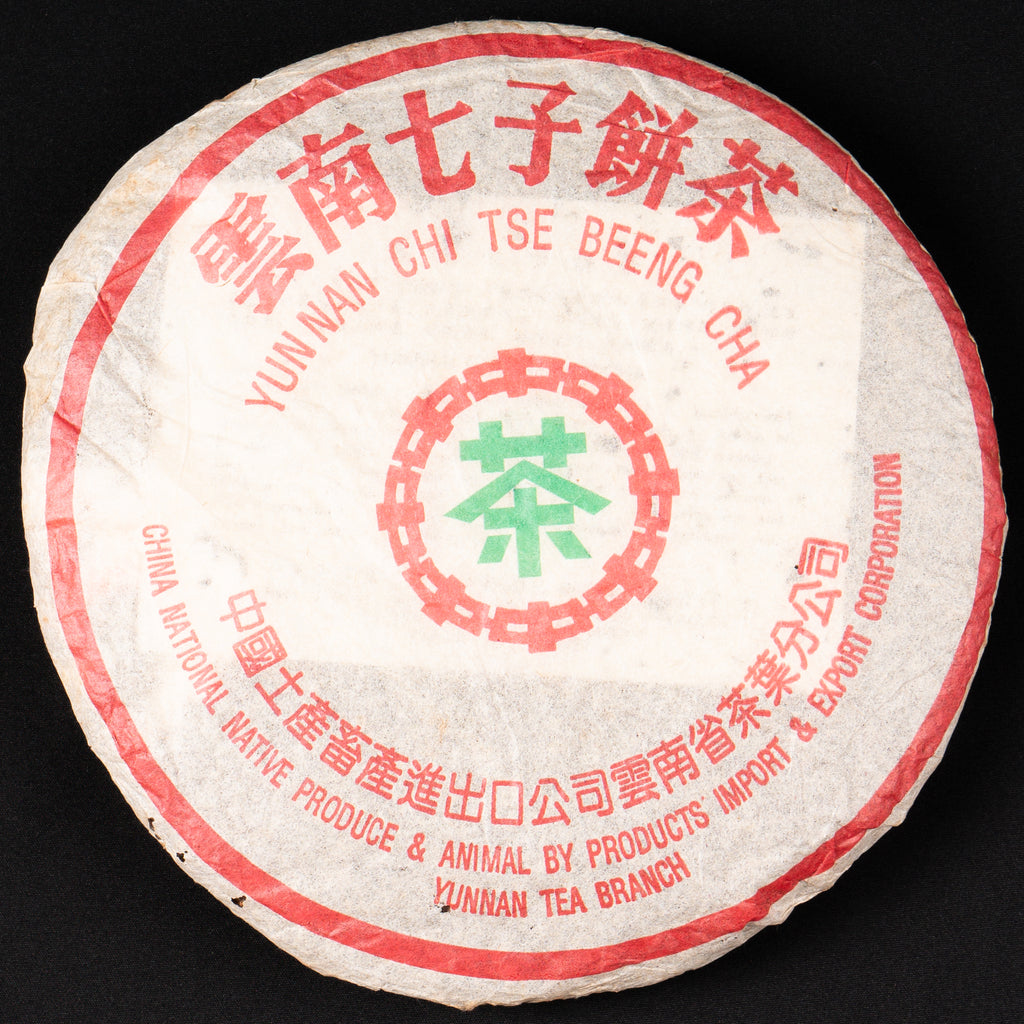 雲南七子餅茶
YUNNAN CHI TSE BEENG CHA
茶
中國土產畜產進出口公司雲南省茶葉分公司
CHINA NATIONAL NATIVE PRODUCE & ANIMAL BY PRODUCTS IMPORT & EXPORT CORPORATION
YUNNAN TEA BRANCH